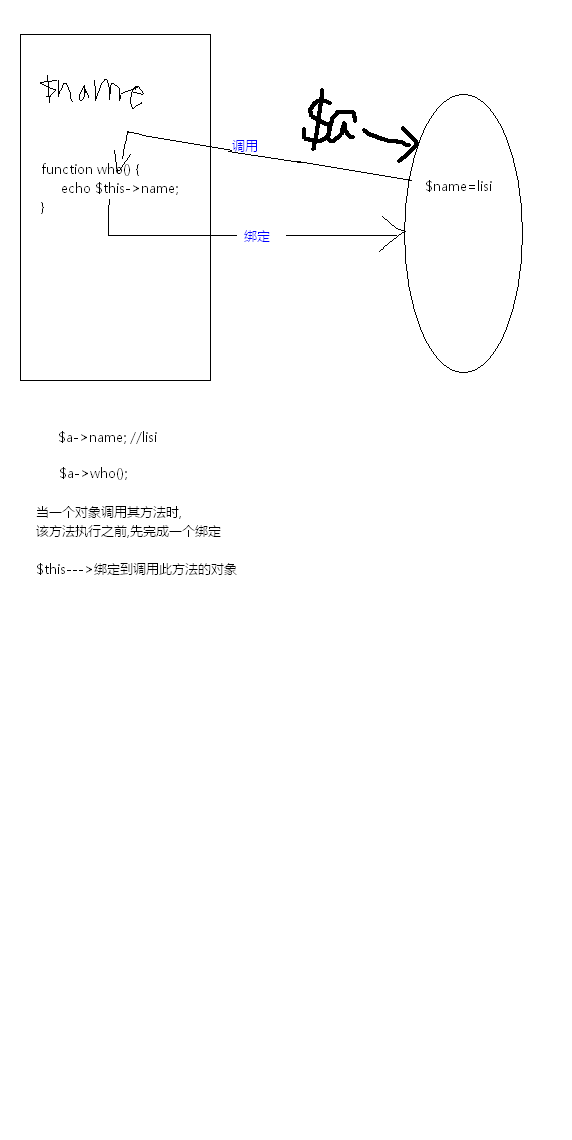 $name
$a
调用
function who() {
echo $this->name;
}
$name=lisi
绑定
$a->name; //lisi
$a->who();
当一个对象调用其方法时,
该方法执行之前,先完成一个绑定
$this--->绑定到调用此方法的对象